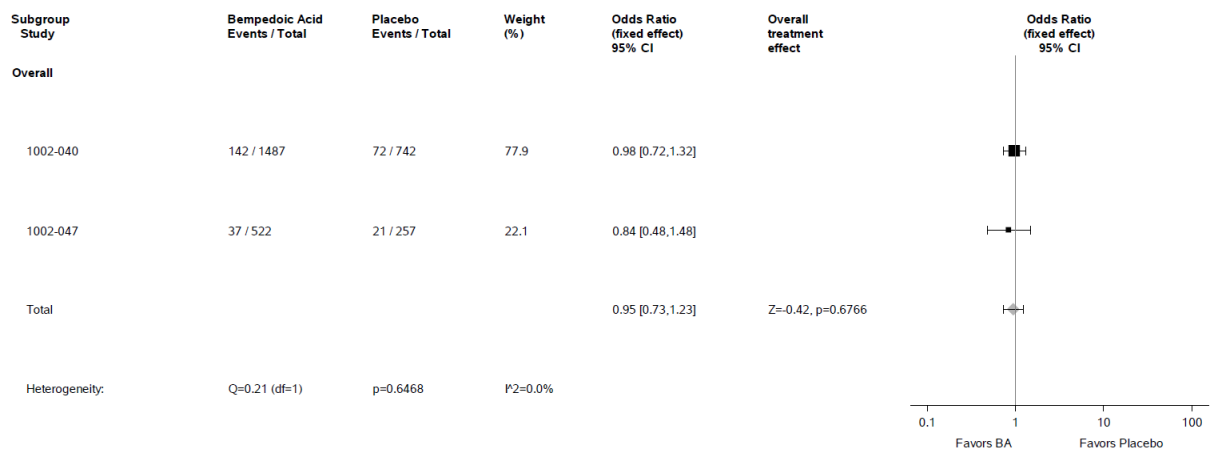 Subgroup Bempedoic Acid Placebo Weight Odds Ratio Overall Odds Ratio
Study Events / Total Events / Total (%) (fixed effect) treatment (fixed effect)
95% CI effect 95% CI
Overall
1002-040 142 / 1487 72 / 742 77.9 0.98 [0.72,1.32]
1002-047 37 / 522 21 / 257 22.1 0.84 [0.48,1.48]
Total 0.95 [0.73,1.23] Z=-0.42, p=0.6766
Heterogeneity: Q=0.21 (df=1) p=0.6468 I^2=0.0%
0.1 1 10 100
Favors BA Favors Placebo